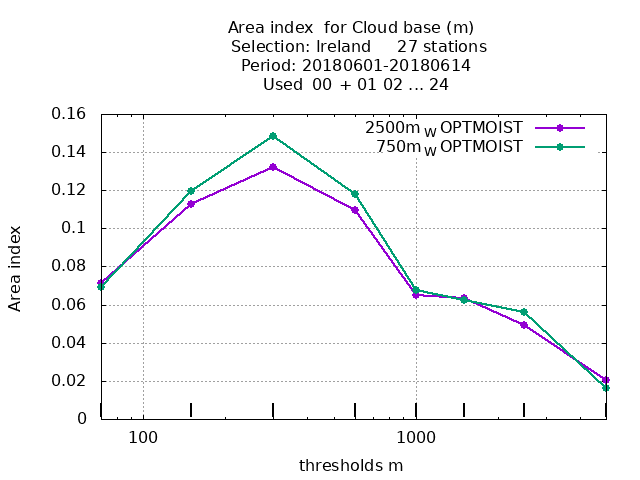 Area index for Cloud base (m)
Selection: Ireland 27 stations
Period: 20180601-20180614
Used 00 + 01 02 ... 24
0.16
0.14
0.12
0.1
0.08
0.06
0.04
0.02
0
2500m W OPTMOIST
750m W OPTMOIST
Area index
100
1000
thresholds m